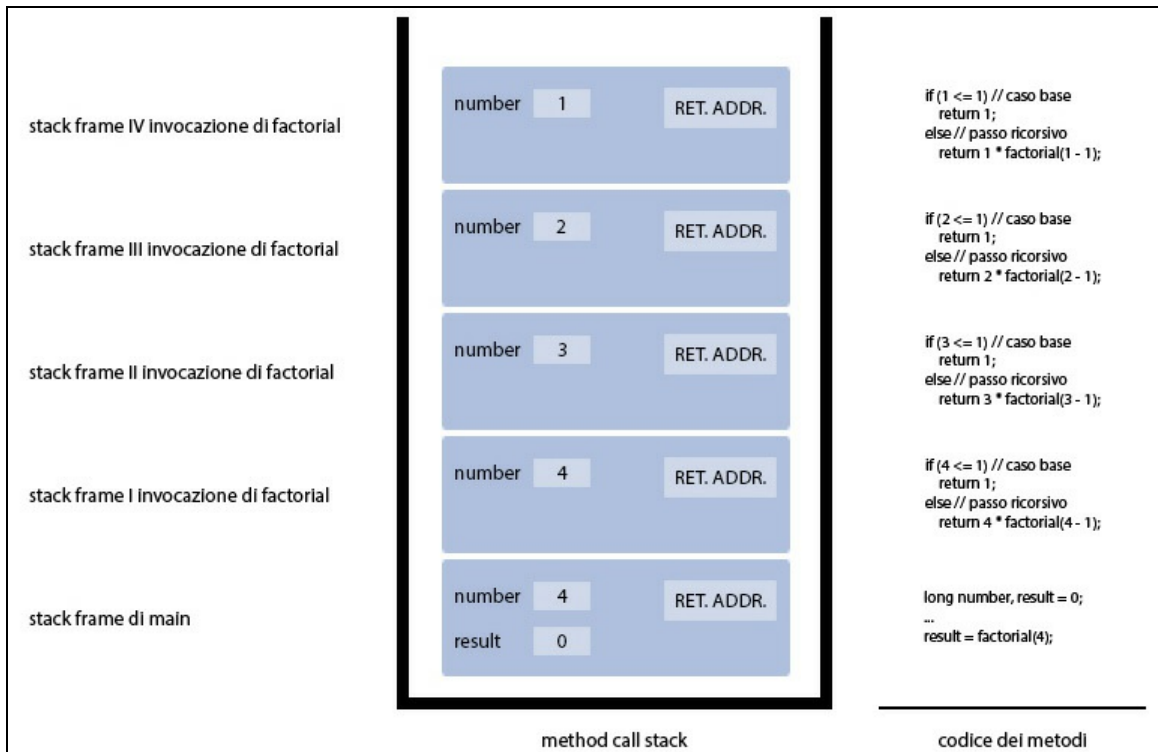 stack frame IV invocazione di factorial
number 1 RET. ADDR.
if (1 <= 1) // caso base
return 1;
else // passo ricorsivo
return 1 * factorial(1 - 1);
stack frame III invocazione di factorial
number 2 RET. ADDR.
if (2 <= 1) // caso base
return 1;
else // passo ricorsivo
return 2 * factorial(2 - 1);
stack frame II invocazione di factorial
number 3 RET. ADDR.
if (3 <= 1) // caso base
return 1;
else // passo ricorsivo
return 3 * factorial(3 - 1);
stack frame I invocazione di factorial
number 4 RET. ADDR.
if (4 <= 1) // caso base
return 1;
else // passo ricorsivo
return 4 * factorial(4 - 1);
stack frame di main
number 4 RET. ADDR.
result 0
long number, result = 0;
...
result = factorial(4);
method call stack
codice dei metodi